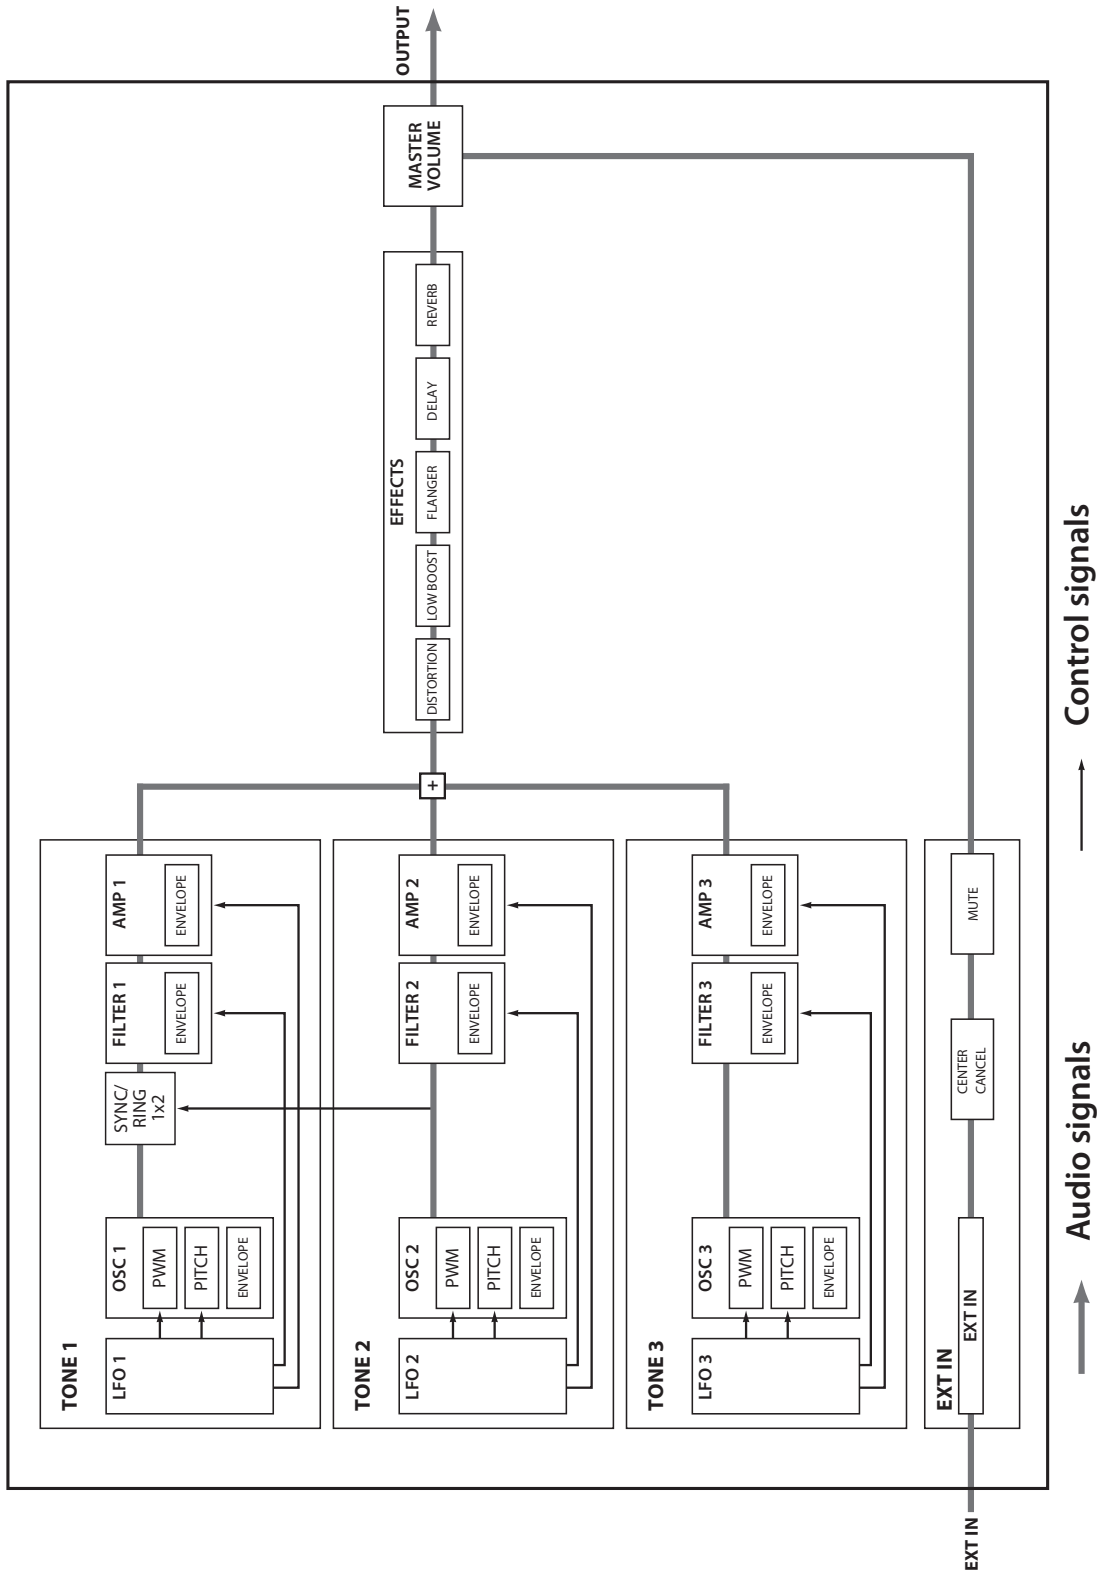 TONE 1
LFO 1
OSC 1
PWM
PITCH
ENVELOPE
SYNC/
RING
1x2
FILTER 1
ENVELOPE
AMP 1
ENVELOPE
TONE 2
LFO 2
OSC 2
PWM
PITCH
ENVELOPE
FILTER 2
ENVELOPE
AMP 2
ENVELOPE
TONE 3
LFO 3
OSC 3
PWM
PITCH
ENVELOPE
FILTER 3
ENVELOPE
AMP 3
ENVELOPE
+
EFFECTS
DISTORTION
LOW BOOST
FLANGER
DELAY
REVERB
MASTER
VOLUME
OUTPUT
EXT IN
EXT IN
EXT IN
CENTER
CANCEL
MUTE
Audio signals
Control signals